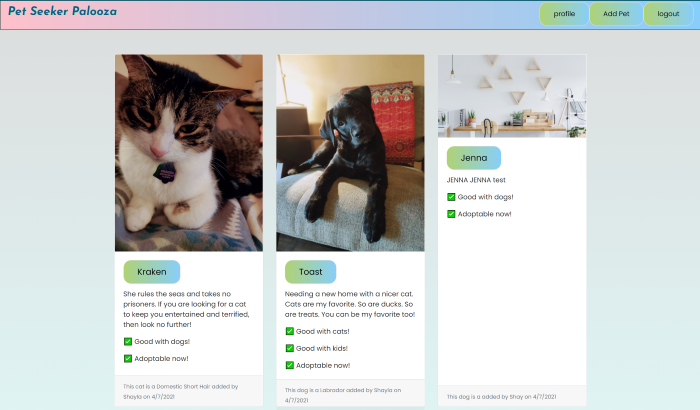 Pet Seeker Palooza
profile
Add Pet
logout
Kraken
She rules the seas and takes no
prisoners. If you are looking for a cat
to keep you entertained and terrified,
then look no further!
✅ Good with dogs!
✅ Adoptable now!
This cat is a Domestic Short Hair added by
Shayla on 4/7/2021
Toast
Needing a new home with a nicer cat.
Cats are my favorite. So are ducks. So
are treats. You can be my favorite too!
✅ Good with cats!
✅ Good with kids!
✅ Adoptable now!
This dog is a Labrador added by Shayla on
4/7/2021
Jenna
JENNA JENNA test
✅ Good with dogs!
✅ Adoptable now!
This dog is a added by Shay on 4/7/2021